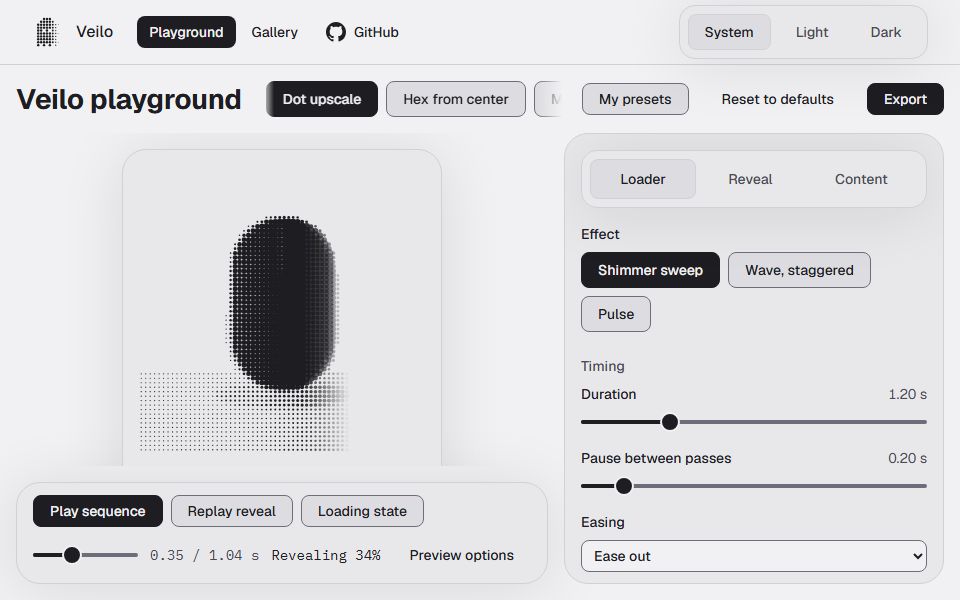 Veilo Playground Gallery GitHub System Light Dark
Veilo playground Dot upscale Hex from center My presets Reset to defaults Export
Loader Reveal Content
Effect
Shimmer sweep Wave, staggered
Pulse
Timing
Duration 1.20 s
Pause between passes 0.20 s
Easing
Ease out
Play sequence Replay reveal Loading state
0.35 / 1.04 s Revealing 34% Preview options